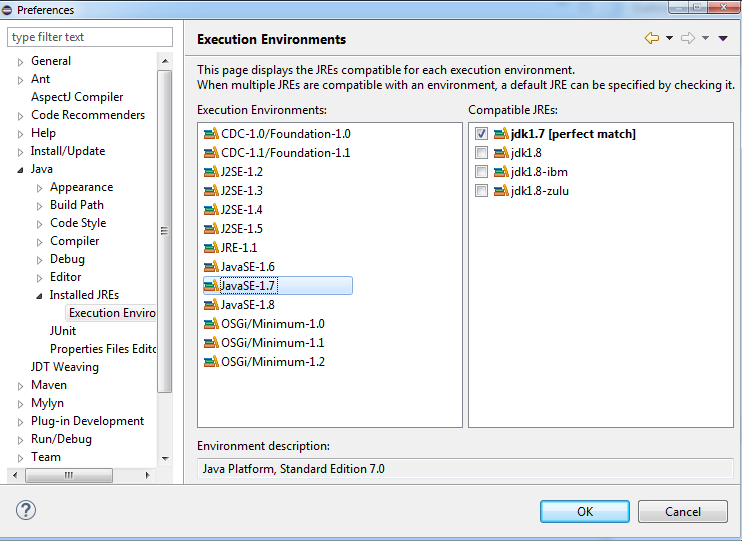 Preferences
type filter text
General
Ant
AspectJ Compiler
Code Recommenders
Help
Install/Update
Java
Appearance
Build Path
Code Style
Compiler
Debug
Editor
Installed JREs
Execution Enviro
JUnit
Properties Files Edito
JDT Weaving
Maven
Mylyn
Plug-in Development
Run/Debug
Team
Execution Environments
This page displays the JREs compatible for each execution environment.
When multiple JREs are compatible with an environment, a default JRE can be specified by checking it.
Execution Environments:
CDC-1.0/Foundation-1.0
CDC-1.1/Foundation-1.1
J2SE-1.2
J2SE-1.3
J2SE-1.4
J2SE-1.5
JRE-1.1
JavaSE-1.6
JavaSE-1.7
JavaSE-1.8
OSGi/Minimum-1.0
OSGi/Minimum-1.1
OSGi/Minimum-1.2
Compatible JREs:
jdk1.7 [perfect match]
jdk1.8
jdk1.8-ibm
jdk1.8-zulu
Environment description:
Java Platform, Standard Edition 7.0
?
OK
Cancel